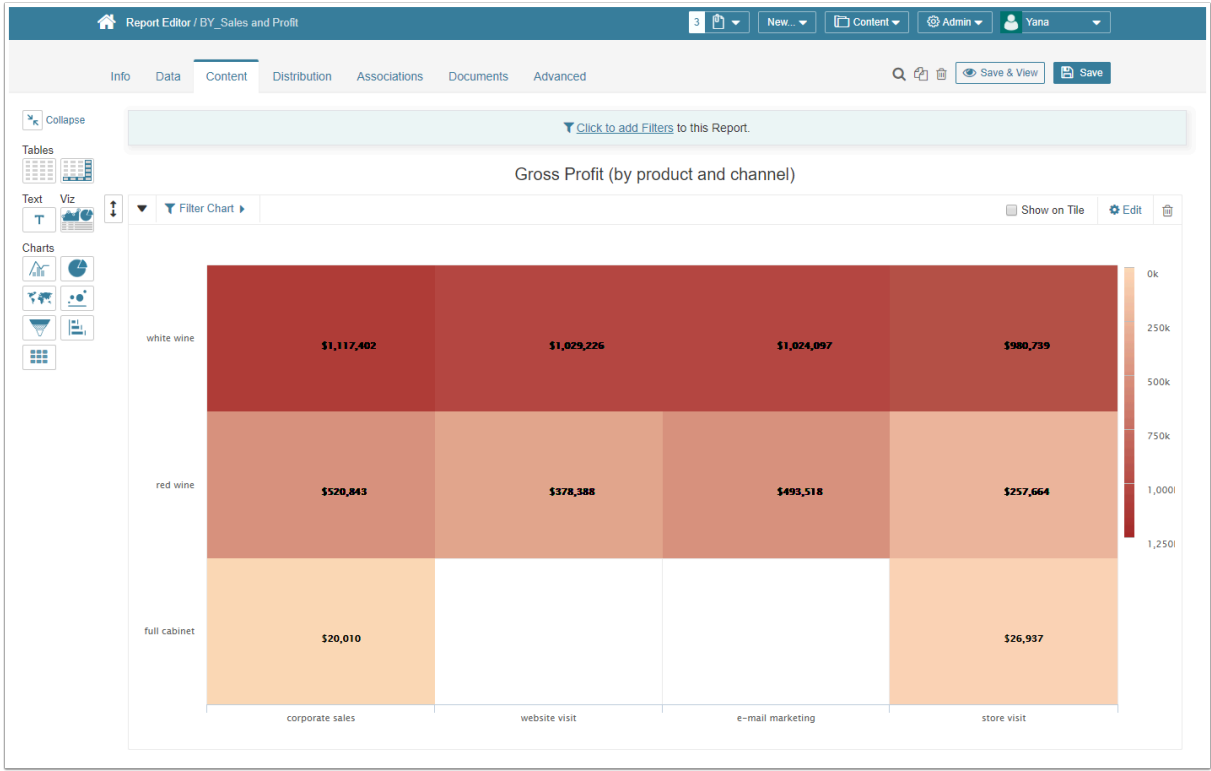 Report Editor / BY_Sales and Profit
3
New...
Content
Admin
Yana
Info
Data
Content
Distribution
Associations
Documents
Advanced
Save & View
Save
Collapse
Click to add Filters to this Report.
Tables
Text
Viz
T
Charts
Gross Profit (by product and channel)
Filter Chart
Show on Tile
Edit
white wine
$1,117,402
$1,029,226
$1,024,097
$980,739
red wine
$520,843
$378,388
$493,518
$257,664
full cabinet
$20,010
$26,937
corporate sales
website visit
e-mail marketing
store visit
0k
250k
500k
750k
1,000k
1,250k